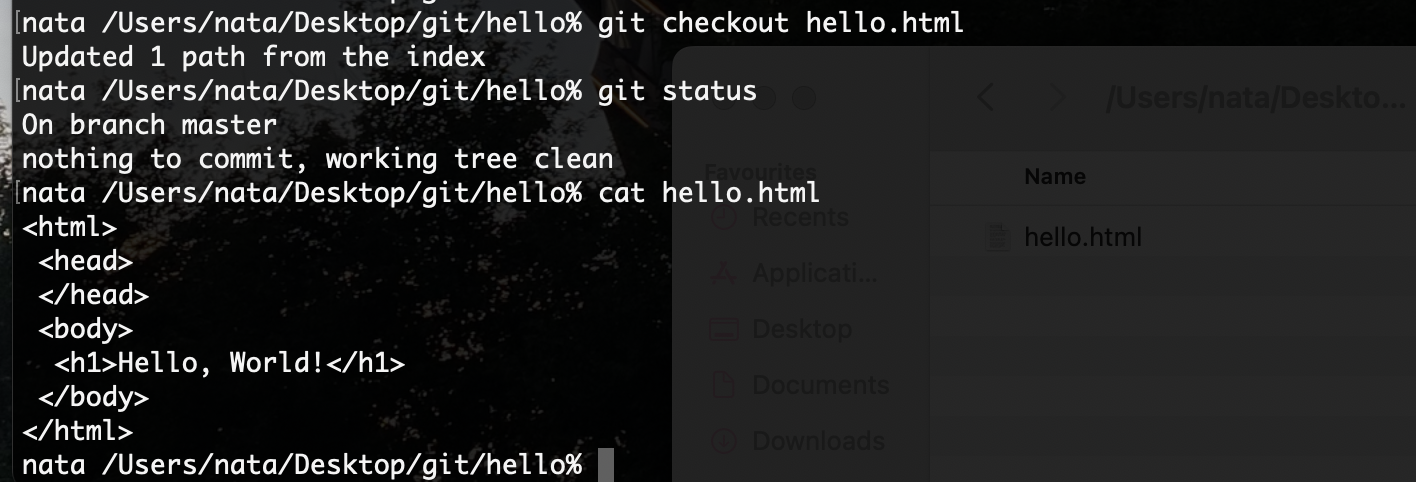 [nata /Users/nata/Desktop/git/hello% git checkout hello.html
Updated 1 path from the index
[nata /Users/nata/Desktop/git/hello% git status
On branch master
nothing to commit, working tree clean
[nata /Users/nata/Desktop/git/hello% cat hello.html
<html>
 <head>
 </head>
 <body>
  <h1>Hello, World!</h1>
 </body>
</html>
nata /Users/nata/Desktop/git/hello%
/Users/nata/Deskto...
Favourites
Recents
Applicati...
Desktop
Documents
Downloads
Name
hello.html